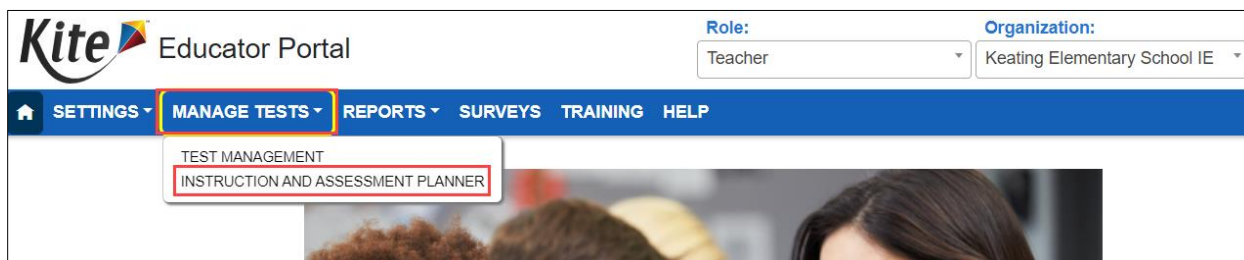 Kite Educator Portal
Role:
Teacher
Organization:
Keating Elementary School IE
SETTINGS MANAGE TESTS REPORTS SURVEYS TRAINING HELP
TEST MANAGEMENT
INSTRUCTION AND ASSESSMENT PLANNER